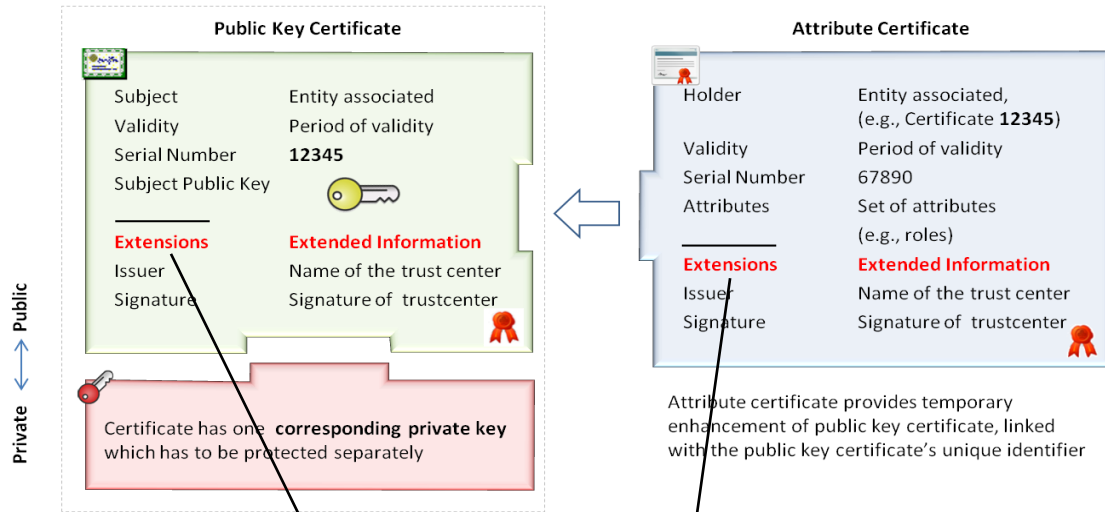 Public Key Certificate
Subject Entity associated
Validity Period of validity
Serial Number 12345
Subject Public Key
Extensions Extended Information
Issuer Name of the trust center
Signature Signature of trustcenter
Certificate has one corresponding private key
which has to be protected separately
Private
Public
Attribute Certificate
Holder Entity associated,
(e.g., Certificate 12345)
Validity Period of validity
Serial Number 67890
Attributes Set of attributes
(e.g., roles)
Extensions Extended Information
Issuer Name of the trust center
Signature Signature of trustcenter
Attribute certificate provides temporary
enhancement of public key certificate, linked
with the public key certificate’s unique identifier